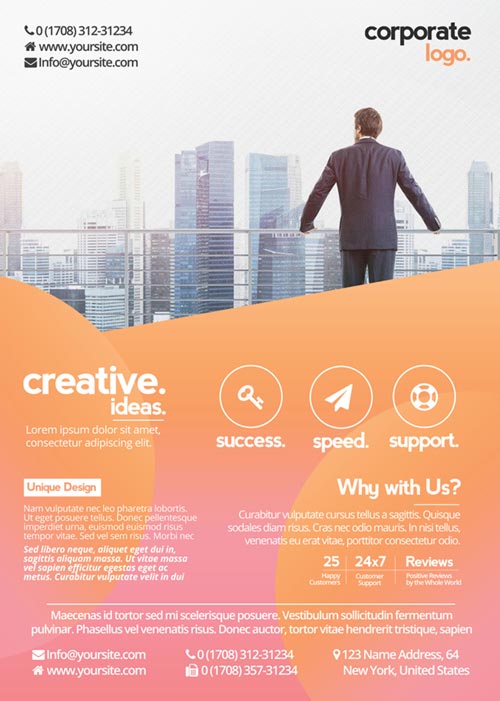 0 (1708) 312-31234
www.yoursite.com
Info@yoursite.com
corporate
logo.
creative.
ideas.
Lorem ipsum dolor sit amet,
consectetur adipiscing elit.
success.
speed.
support.
Unique Design
Nam vulputate nec leo pharetra lobortis.
Ut eget posuere tellus. Donec pellentesque
imperdiet urna, euismod euismod risus
tempor vitae. Sed vel sem risus. Morbi nec
Sed libero neque, aliquet eget dui in,
sagittis aliquam massa. Ut vitae massa
vel sapien efficitur egestas eget ac
metus. Curabitur vulputate velit in dui
Why with Us?
Curabitur vulputate cursus tellus a sagittis. Quisque
sodales diam risus. Cras nec odio mauris. In nisi tellus,
venenatis eu erat vitae, porttitor consectetur odio.
25
Happy
Customers
24x7
Customer
Support
Reviews
Positive Reviews
by the Whole World
Maecenas id tortor sed mi scelerisque posuere. Vestibulum sollicitudin fermentum
pulvinar. Phasellus vel venenatis risus. Donec auctor, tortor vitae hendrerit tristique, sapien
Info@yoursite.com
www.yoursite.com
0 (1708) 312-31234
0 (1708) 357-31234
123 Name Address, 64
New York, United States